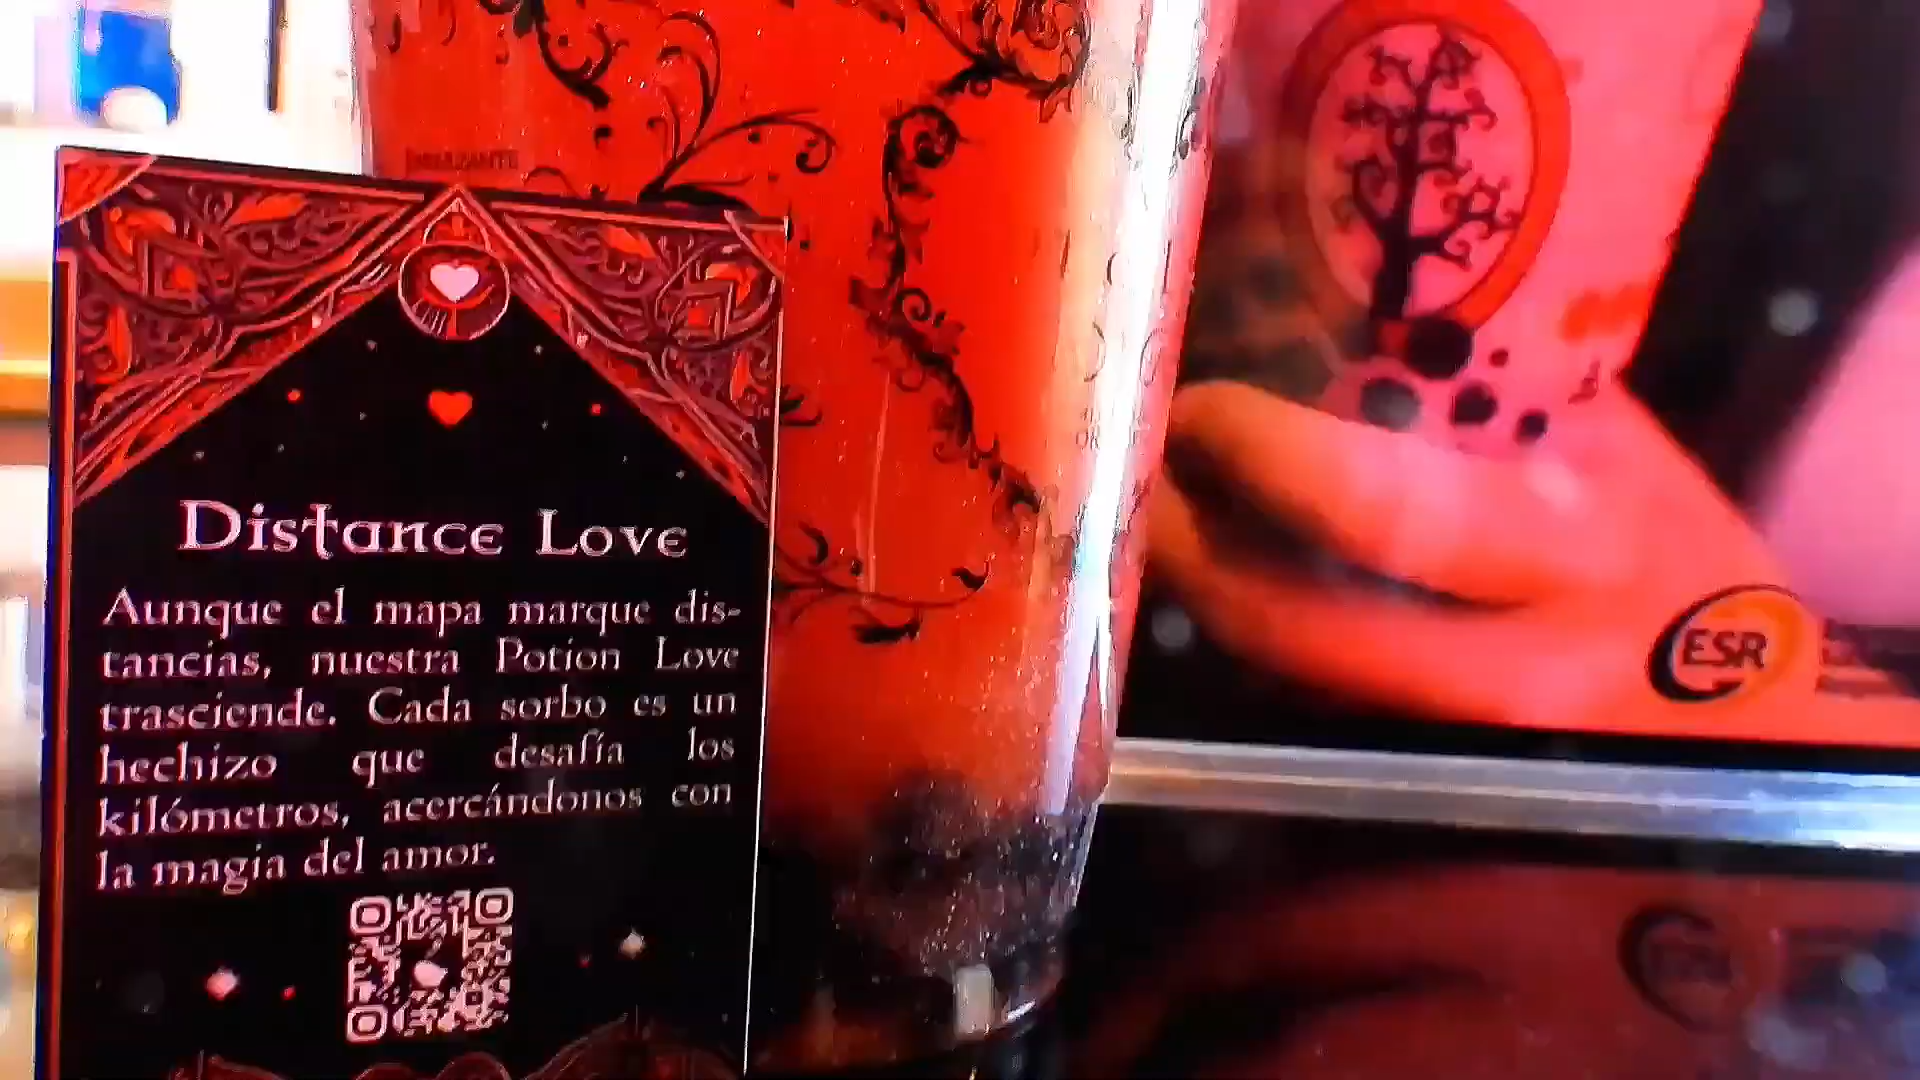 Distance Love
Aunque el mapa marque dis-
tancias, nuestra Potion Love
trasciende. Cada sorbo es un
hechizo que desafía los
kilómetros, acercándonos con
la magia del amor.
ESR